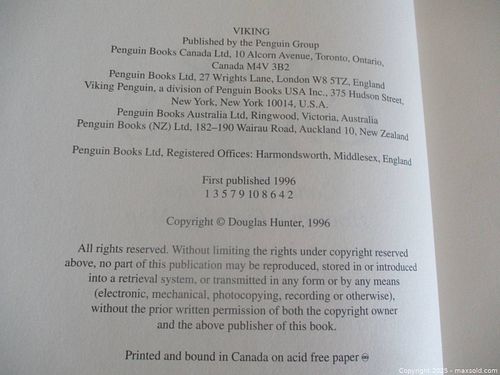 VIKING
Published by the Penguin Group
Penguin Books Canada Ltd, 10 Alcorn Avenue, Toronto, Ontario,
Canada M4V 3B2
Penguin Books Ltd, 27 Wrights Lane, London W8 5TZ, England
Viking Penguin, a division of Penguin Books USA Inc., 375 Hudson Street,
New York, New York 10014, U.S.A.
Penguin Books Australia Ltd, Ringwood, Victoria, Australia
Penguin Books (NZ) Ltd, 182–190 Wairau Road, Auckland 10, New Zealand
Penguin Books Ltd, Registered Offices: Harmondsworth, Middlesex, England
First published 1996
1 3 5 7 9 10 8 6 4 2
Copyright © Douglas Hunter, 1996
All rights reserved. Without limiting the rights under copyright reserved
above, no part of this publication may be reproduced, stored in or introduced
into a retrieval system, or transmitted in any form or by any means
(electronic, mechanical, photocopying, recording or otherwise),
without the prior written permission of both the copyright owner
and the above publisher of this book.
Printed and bound in Canada on acid free paper ♾
Copyright 2025 - maxsold.com